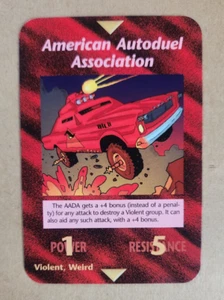 American Autoduel
Association
The AADA gets a +4 bonus (instead of a penal-
ty) for any attack to destroy a Violent group. It can
also aid any such attack, with a +4 bonus.
POWER 1 RESISTANCE 5
Violent, Weird